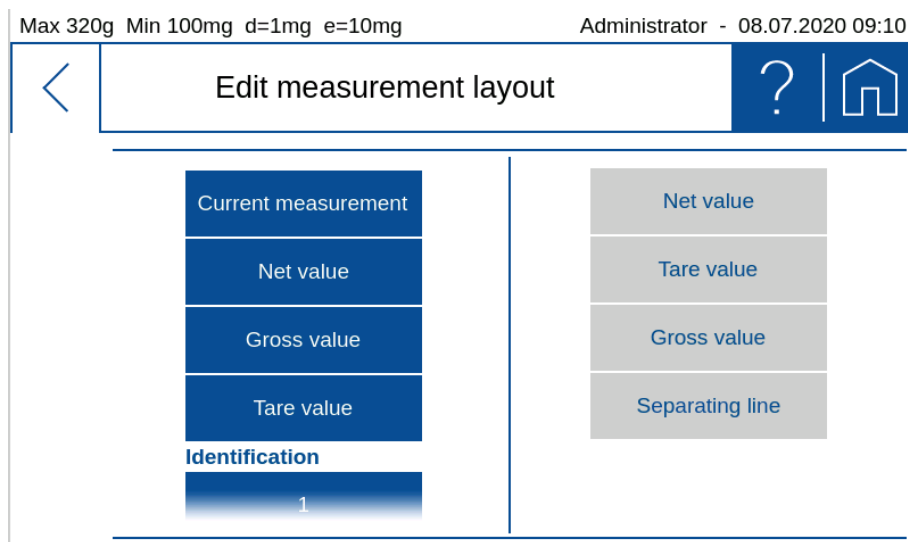 Max 320g Min 100mg d=1mg e=10mg Administrator - 08.07.2020 09:10
Edit measurement layout ?
Current measurement
Net value
Gross value
Tare value
Identification
1
Net value
Tare value
Gross value
Separating line